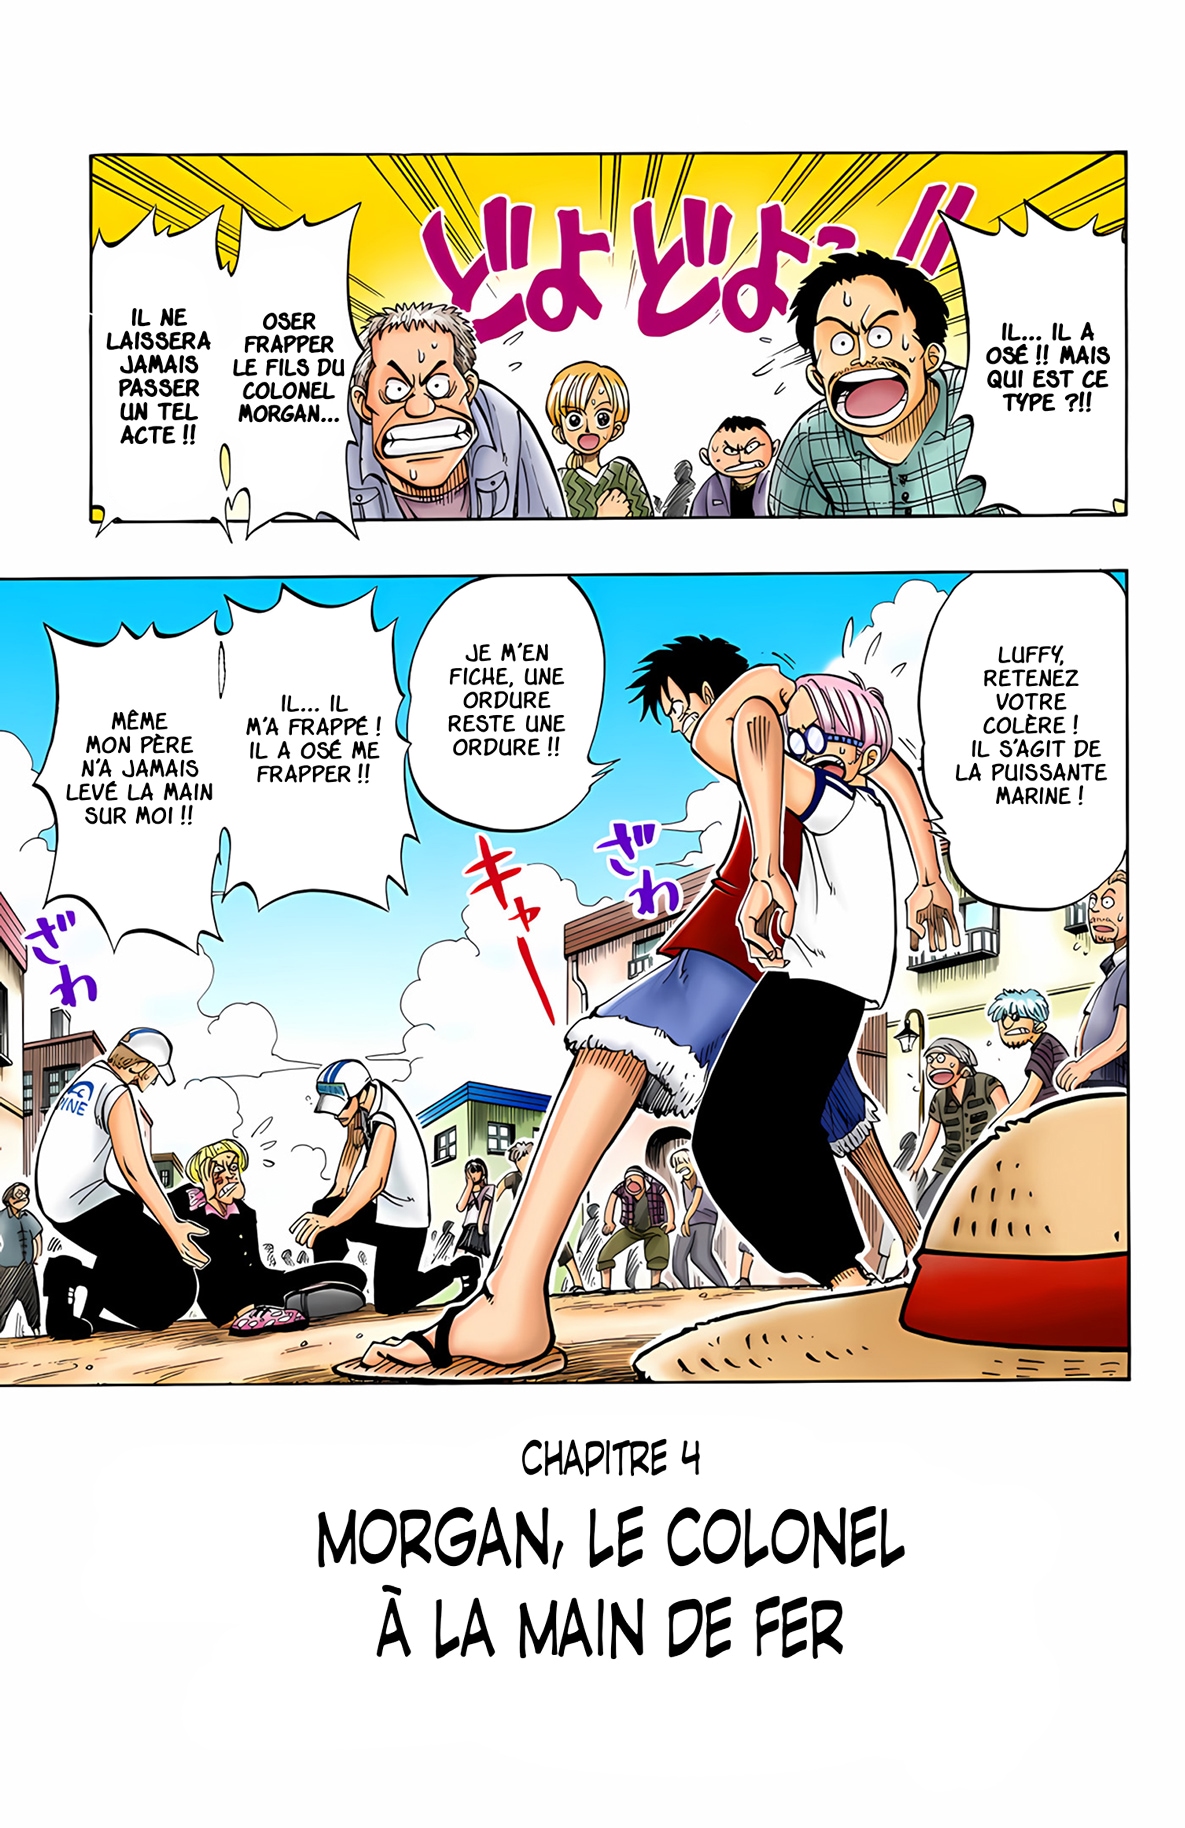 どよどよっ!!
IL... IL A
OSÉ !! MAIS
QUI EST CE
TYPE ?!!
OSER
FRAPPER
LE FILS DU
COLONEL
MORGAN...
IL NE
LAISSERA
JAMAIS
PASSER
UN TEL
ACTE !!
LUFFY,
RETENEZ
VOTRE
COLÈRE !
IL S'AGIT DE
LA PUISSANTE
MARINE !
JE M'EN
FICHE, UNE
ORDURE
RESTE UNE
ORDURE !!
IL... IL
M'A FRAPPÉ !
IL A OSÉ ME
FRAPPER !!
MÊME
MON PÈRE
N'A JAMAIS
LEVÉ LA MAIN
SUR MOI !!
ざわ
キャー
ざわ
CHAPITRE 4
MORGAN, LE COLONEL
À LA MAIN DE FER